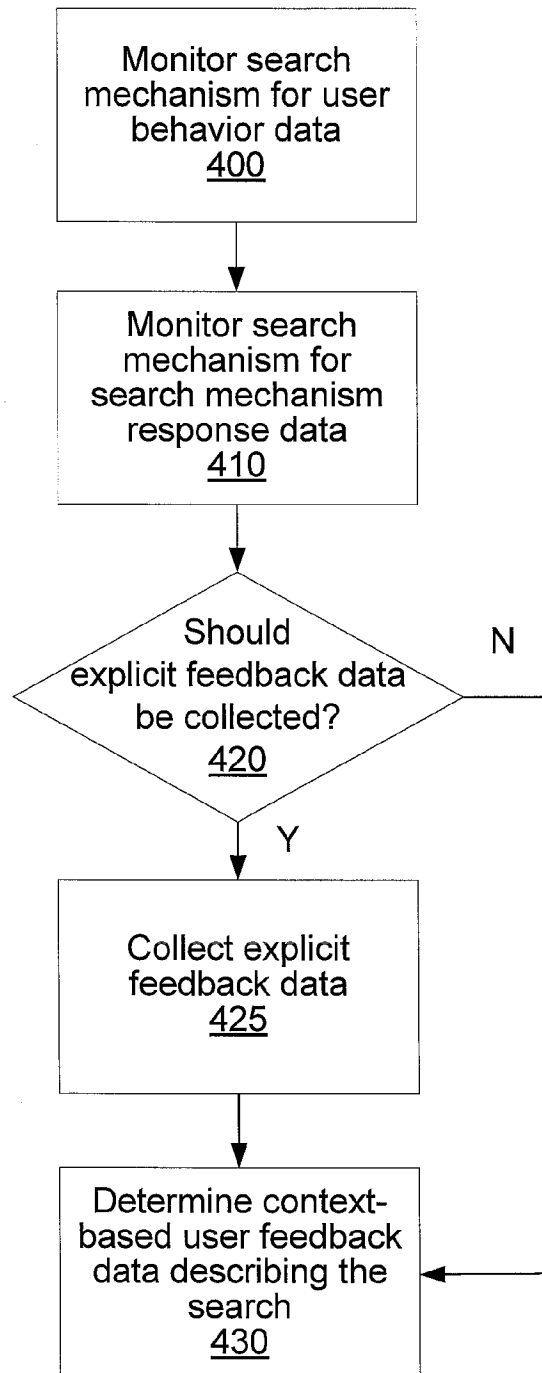 Monitor search
mechanism for user
behavior data
400
Monitor search
mechanism for
search mechanism
response data
410
Should
explicit feedback data
be collected?
420
N
Y
Collect explicit
feedback data
425
Determine context-
based user feedback
data describing the
search
430